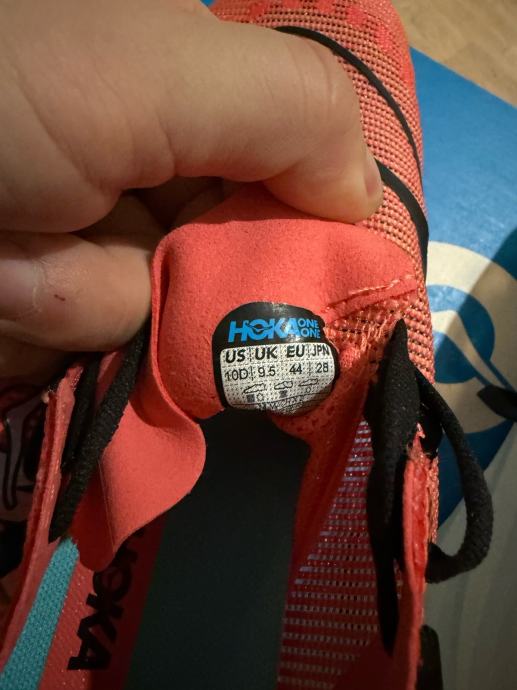 HOKA ONE ONE
US UK EU JPN
10D 9.5 44 28
HOKA